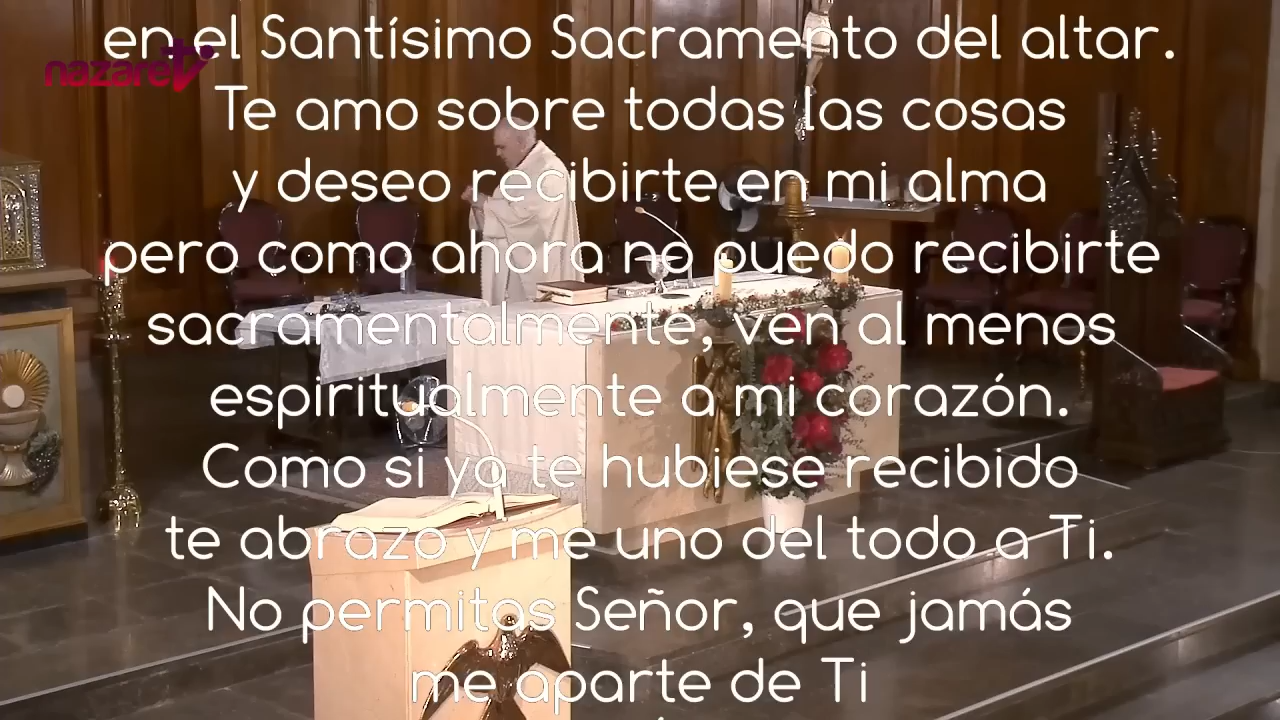 nazaretv
en el Santísimo Sacramento del altar.
Te amo sobre todas las cosas
y deseo recibirte en mi alma
pero como ahora no puedo recibirte
sacramentalmente, ven al menos
espiritualmente a mi corazón.
Como si ya te hubiese recibido
te abrazo y me uno del todo a Ti.
No permitas Señor, que jamás
me aparte de Ti